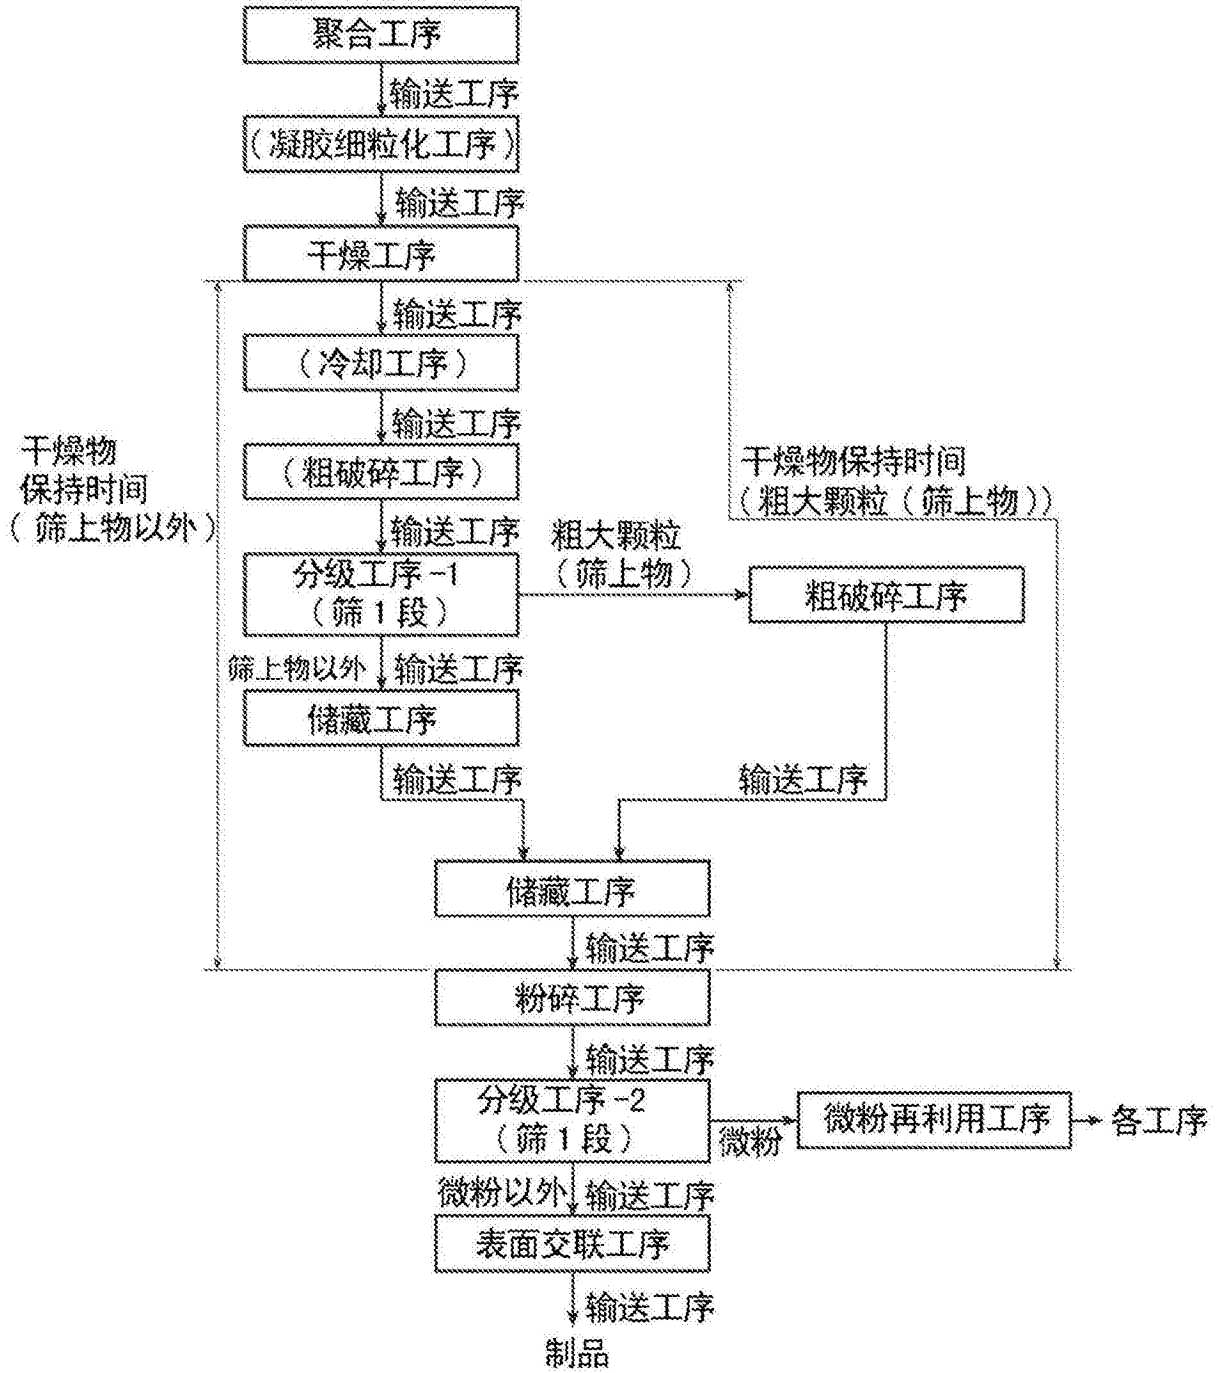 聚合工序
输送工序
(凝胶细粒化工序)
输送工序
干燥工序
输送工序
(冷却工序)
输送工序
(粗破碎工序)
输送工序
干燥物
保持时间
(筛上物以外)
干燥物保持时间
(粗大颗粒(筛上物))
分级工序-1
(筛1段)
粗大颗粒
(筛上物)
粗破碎工序
筛上物以外
输送工序
储藏工序
输送工序
输送工序
储藏工序
输送工序
粉碎工序
输送工序
分级工序-2
(筛1段)
微粉
微粉再利用工序
各工序
微粉以外
输送工序
表面交联工序
输送工序
制品